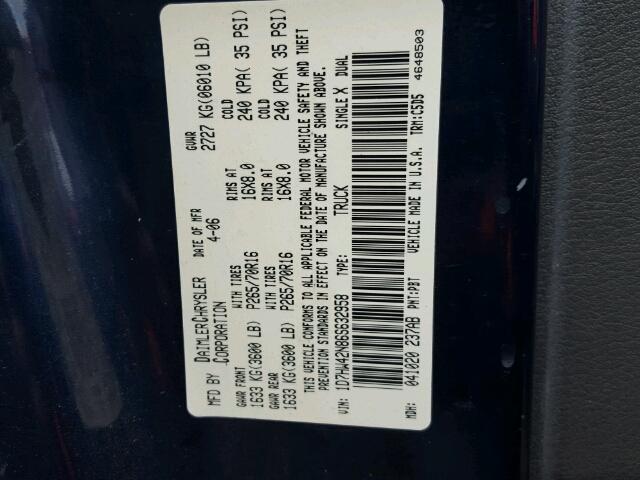 MFD BY DAIMLERCHRYSLER CORPORATION
DATE OF MFR 4-06
GVWR 2727 KG(06010 LB)
GAWR FRONT WITH TIRES RIMS AT COLD
1633 KG(3600 LB) P265/70R16 16X8.0 240 KPA( 35 PSI)
GAWR REAR WITH TIRES RIMS AT COLD
1633 KG(3600 LB) P265/70R16 16X8.0 240 KPA( 35 PSI)
THIS VEHICLE CONFORMS TO ALL APPLICABLE FEDERAL MOTOR VEHICLE SAFETY AND THEFT
PREVENTION STANDARDS IN EFFECT ON THE DATE OF MANUFACTURE SHOWN ABOVE.
VIN: 1D7HW42N86S632958 TYPE: TRUCK SINGLE X DUAL
MDH: 041020 237AB PNT:PBT VEHICLE MADE IN U.S.A. TRM:C5D5 4648503